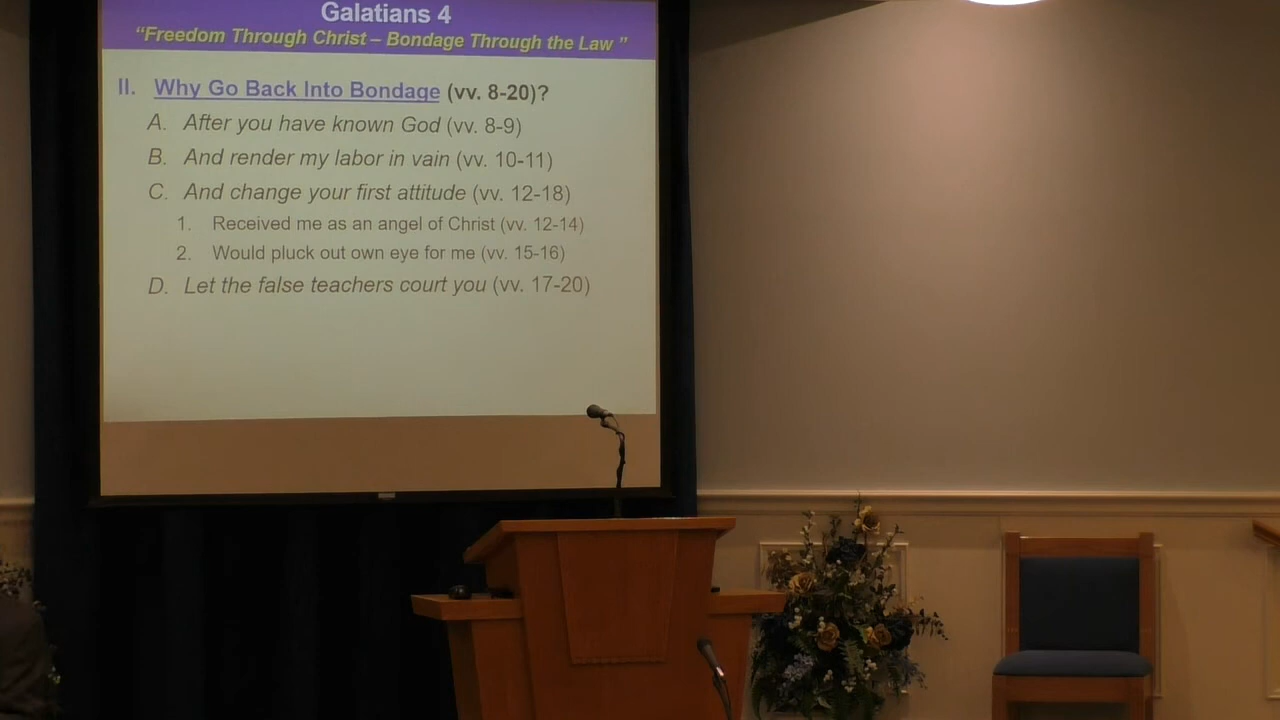 Galatians 4
"Freedom Through Christ – Bondage Through the Law "
II. Why Go Back Into Bondage (vv. 8-20)?
A. After you have known God (vv. 8-9)
B. And render my labor in vain (vv. 10-11)
C. And change your first attitude (vv. 12-18)
1. Received me as an angel of Christ (vv. 12-14)
2. Would pluck out own eye for me (vv. 15-16)
D. Let the false teachers court you (vv. 17-20)